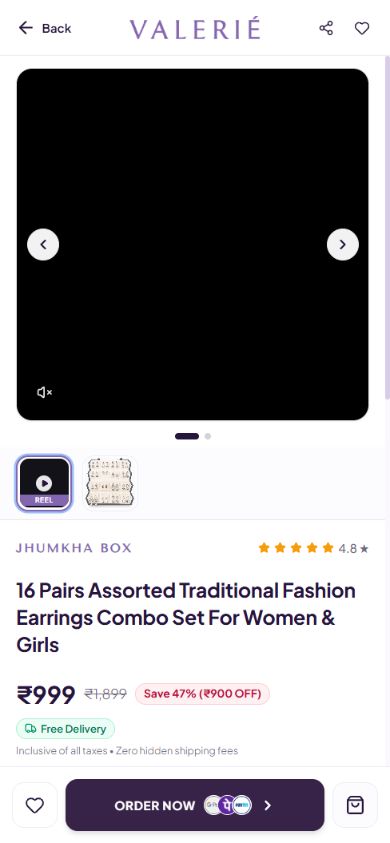 Back
VALERIÉ
REEL
JHUMKHA BOX
4.8 ★
16 Pairs Assorted Traditional Fashion
Earrings Combo Set For Women &
Girls
₹999 ₹1,899 Save 47% (₹900 OFF)
Free Delivery
Inclusive of all taxes • Zero hidden shipping fees
ORDER NOW